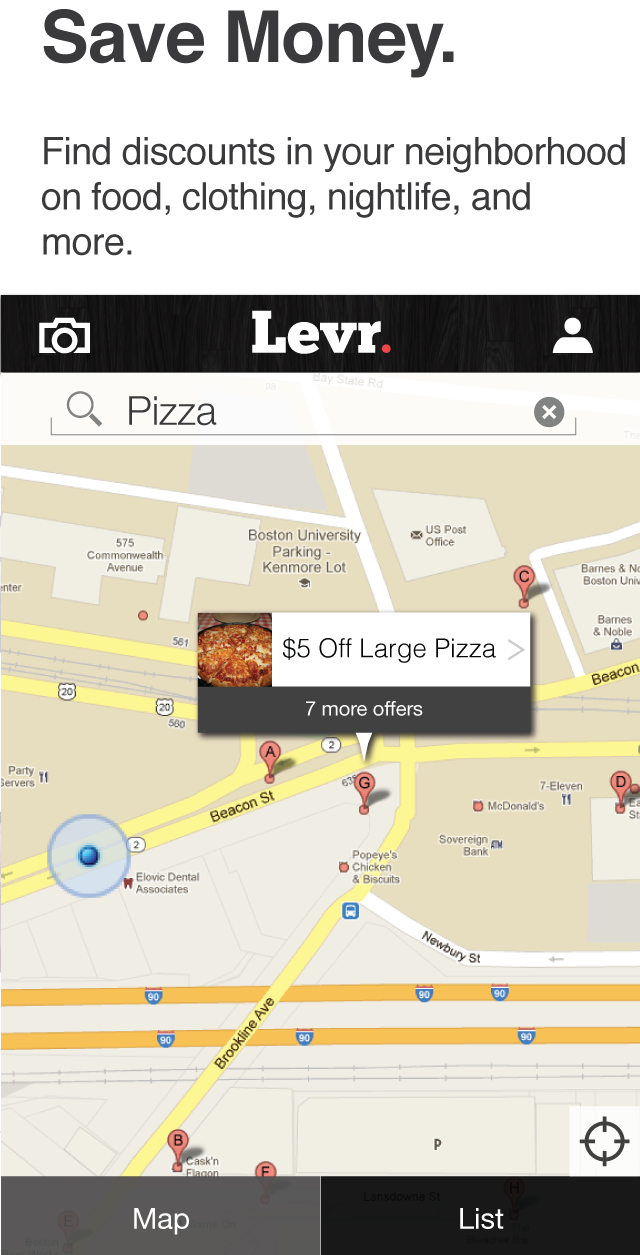 Save Money.
Find discounts in your neighborhood
on food, clothing, nightlife, and
more.
Levr.
Bay State Rd
Pizza
98
Boston University
Parking -
Kenmore Lot
US Post
Office
575
Commonwealth
Avenue
C
Barnes & No
Boston Univ
enter
Barnes
& Noble
561
$5 Off Large Pizza
Beacon
20
20
7 more offers
560
A
2
G
Party
Servers
Beacon St
7-Eleven
D
McDonald's
2
Sovereign
Bank
Elovic Dental
Associates
Popeye's
Chicken
& Biscuits
Newbury St
90
90
90
90
90
90
Brookline Ave
B
P
Cask'n
Flagon
F
Lansdowne St
H
E
Map
List